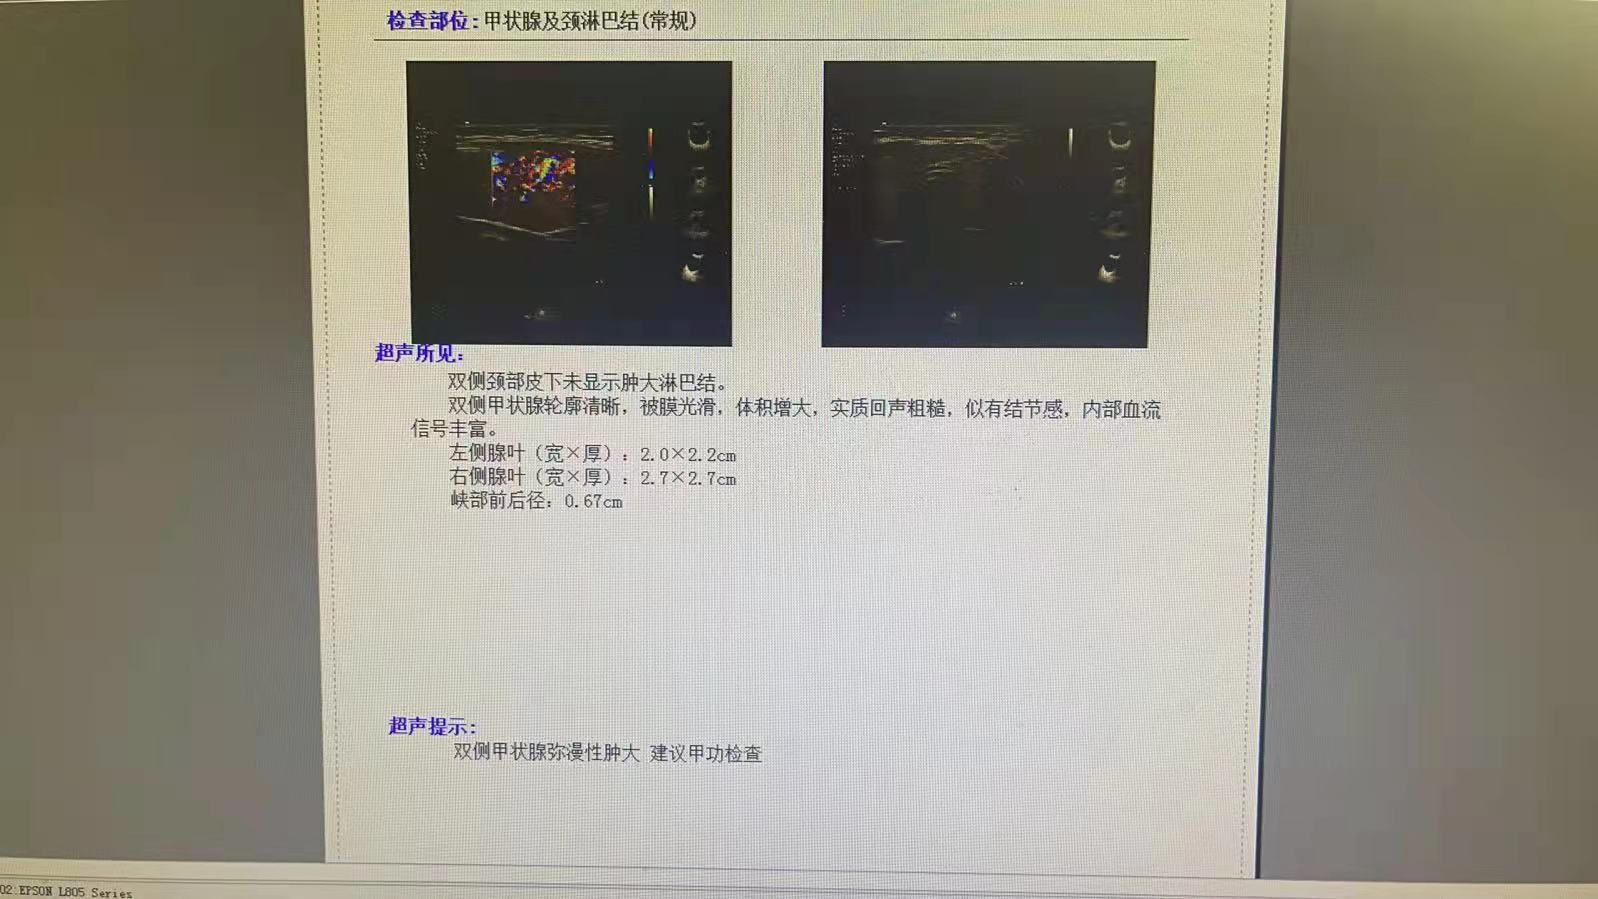 检查部位:甲状腺及颈淋巴结(常规)
超声所见:
双侧颈部皮下未显示肿大淋巴结。
双侧甲状腺轮廓清晰，被膜光滑，体积增大，实质回声粗糙，似有结节感，内部血流
信号丰富。
左侧腺叶（宽×厚）：2.0×2.2cm
右侧腺叶（宽×厚）：2.7×2.7cm
峡部前后径：0.67cm
超声提示:
双侧甲状腺弥漫性肿大 建议甲功检查
02:EPSON L805 Series